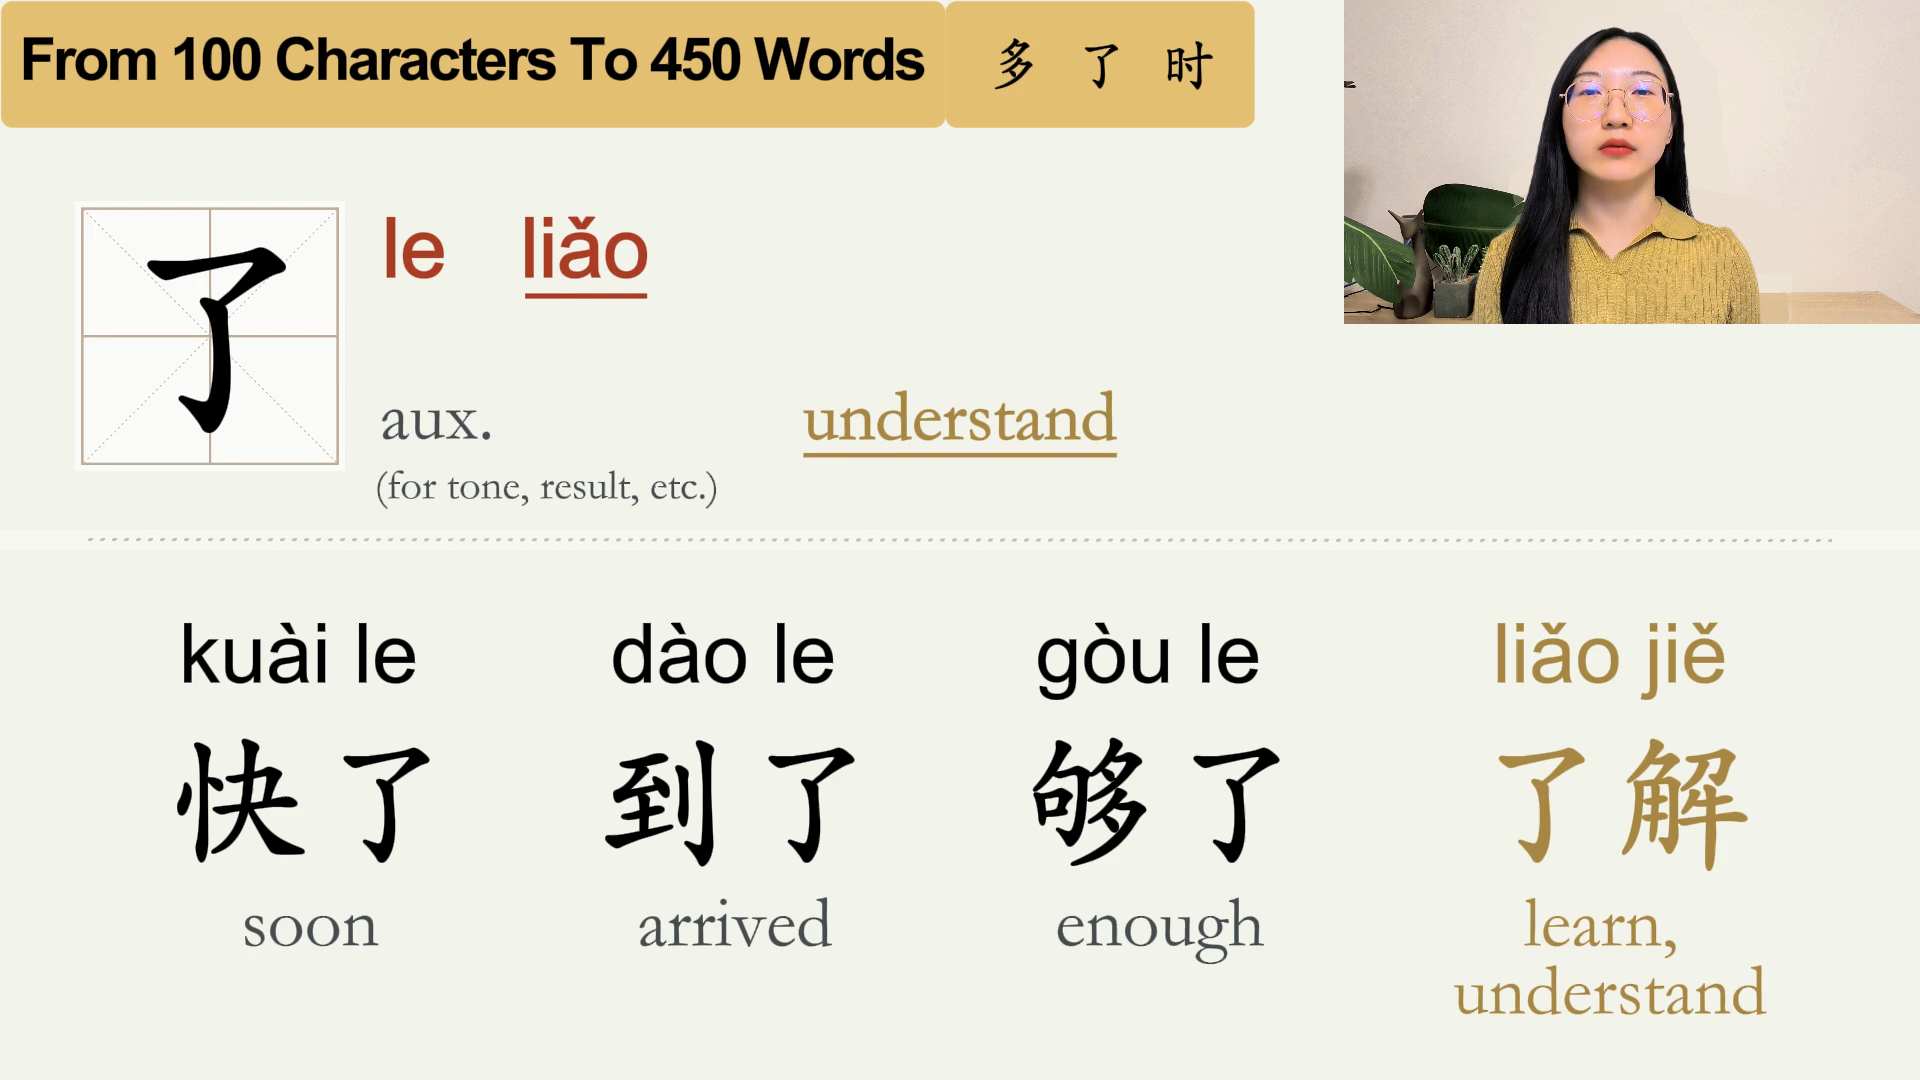 From 100 Characters To 450 Words 多 了 时
了
le liǎo
aux. understand
(for tone, result, etc.)
kuài le dào le gòu le liǎo jiě
快了 到了 够了 了解
soon arrived enough learn,
understand